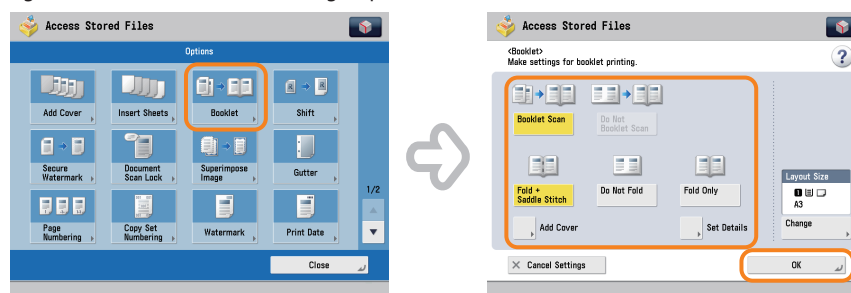 Access Stored Files
Options
Add Cover
Insert Sheets
Booklet
Shift
Secure
Watermark
Document
Scan Lock
Superimpose
Image
Gutter
Page
Numbering
Copy Set
Numbering
Watermark
Print Date
1/2
Close
Access Stored Files
<Booklet>
Make settings for booklet printing.
?
Booklet Scan
Do Not
Booklet Scan
Fold +
Saddle Stitch
Do Not Fold
Fold Only
Add Cover
Set Details
Layout Size
1
A3
Change
Cancel Settings
OK